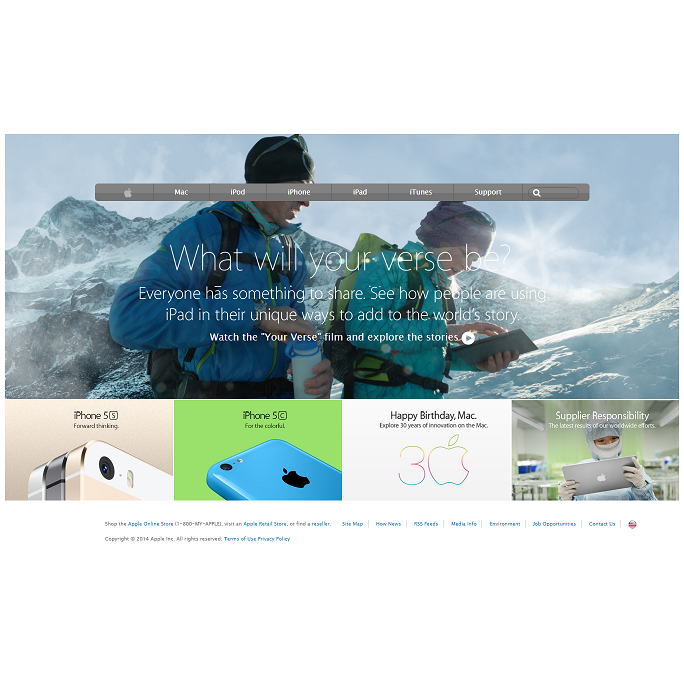 Mac iPod iPhone iPad iTunes Support
What will your verse be?
Everyone has something to share. See how people are using
iPad in their unique ways to add to the world's story.
Watch the "Your Verse" film and explore the stories
iPhone 5s
Forward thinking.
iPhone 5c
For the colorful.
Happy Birthday, Mac.
Explore 30 years of innovation on the Mac.
30
Supplier Responsibility
The latest results of our worldwide efforts.
Shop the Apple Online Store (1-800-MY-APPLE), visit an Apple Retail Store, or find a reseller.
Site Map How News RSS Feeds Media Info Environment Job Opportunities Contact Us
Copyright © 2014 Apple Inc. All rights reserved. Terms of Use Privacy Policy